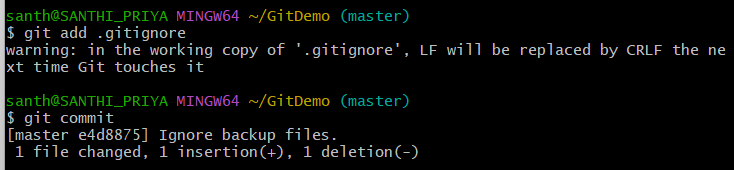 santh@SANTHI_PRIYA MINGW64 ~/GitDemo (master)
$ git add .gitignore
warning: in the working copy of '.gitignore', LF will be replaced by CRLF the ne
xt time Git touches it
santh@SANTHI_PRIYA MINGW64 ~/GitDemo (master)
$ git commit
[master e4d8875] Ignore backup files.
 1 file changed, 1 insertion(+), 1 deletion(-)